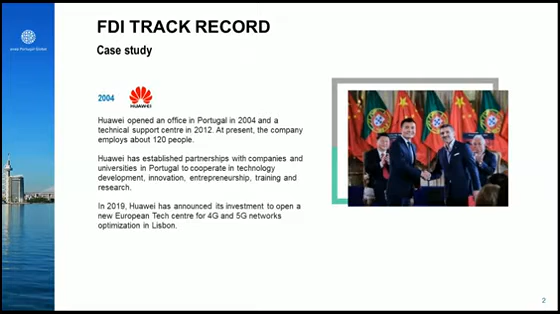 aicep Portugal Global
FDI TRACK RECORD
Case study
2004
HUAWEI
Huawei opened an office in Portugal in 2004 and a
technical support centre in 2012. At present, the company
employs about 120 people.
Huawei has established partnerships with companies and
universities in Portugal to cooperate in technology
development, innovation, entrepreneurship, training and
research.
In 2019, Huawei has announced its investment to open a
new European Tech centre for 4G and 5G networks
optimization in Lisbon.
2